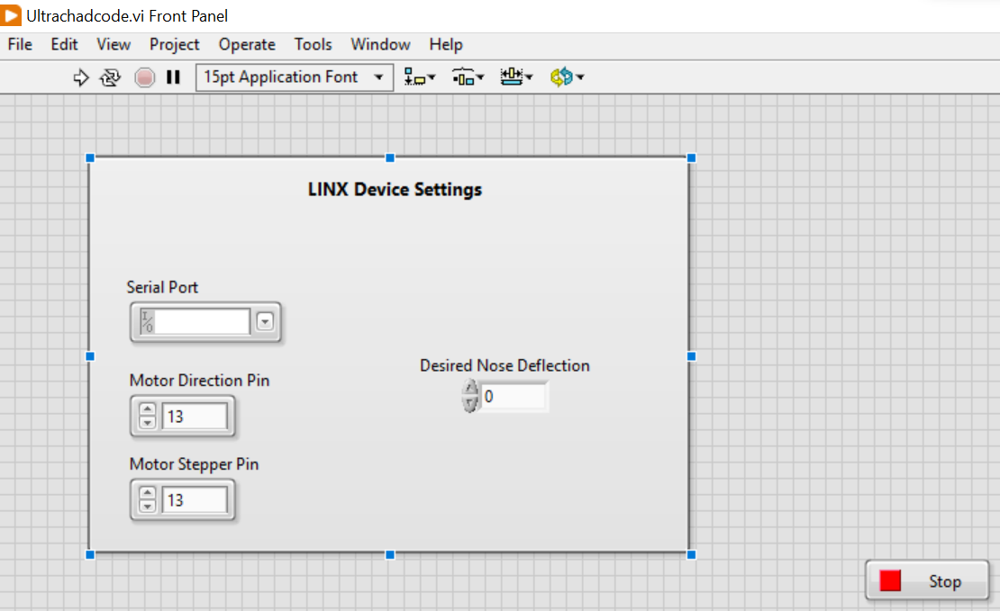 Ultrachadcode.vi Front Panel
File Edit View Project Operate Tools Window Help
15pt Application Font
LINX Device Settings
Serial Port
I/O
Desired Nose Deflection
0
Motor Direction Pin
13
Motor Stepper Pin
13
Stop